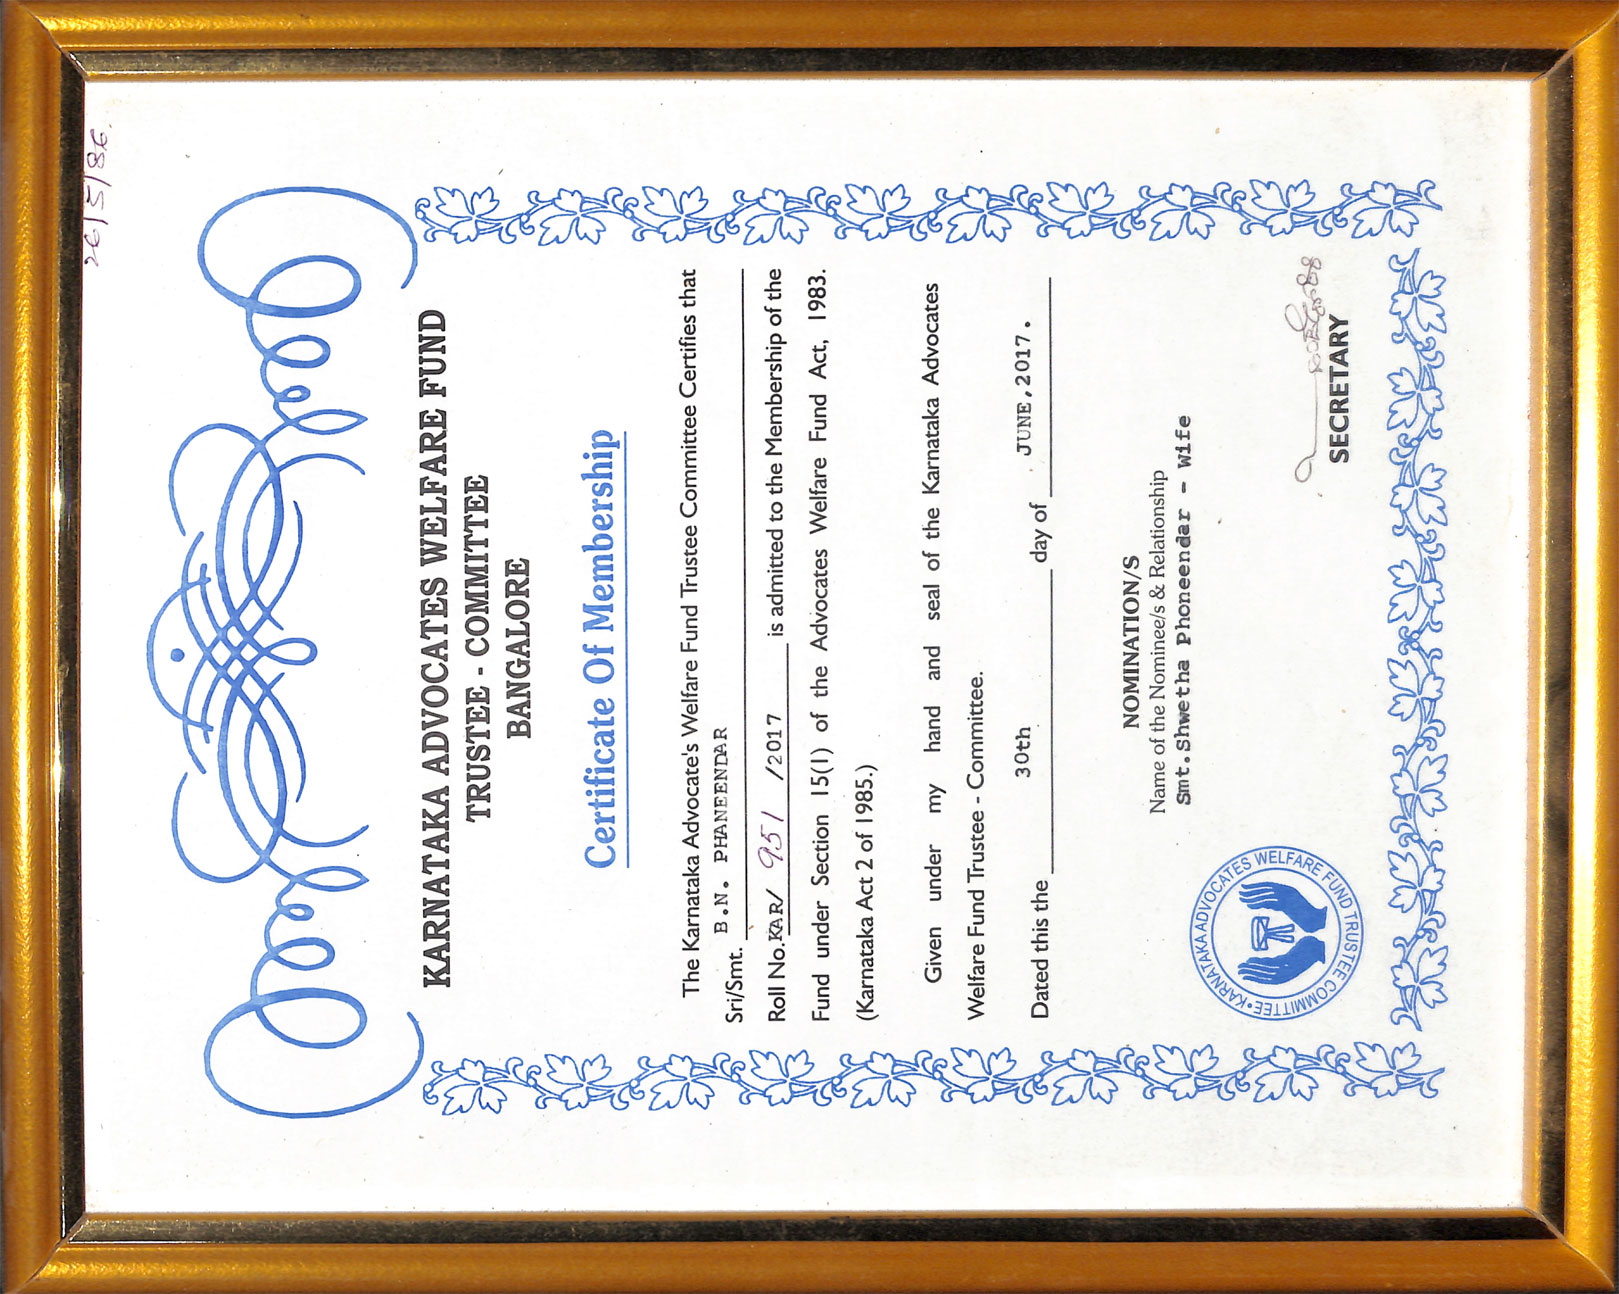 26/5/86
KARNATAKA ADVOCATES WELFARE FUND
TRUSTEE - COMMITTEE
BANGALORE
Certificate Of Membership
The Karnataka Advocate's Welfare Fund Trustee Committee Certifies that
Sri/Smt. B.N. PHANEENDAR
Roll No. KAR/ 951 /2017 is admitted to the Membership of the
Fund under Section 15(1) of the Advocates Welfare Fund Act, 1983.
(Karnataka Act 2 of 1985.)
Given under my hand and seal of the Karnataka Advocates
Welfare Fund Trustee - Committee.
Dated this the 30th day of JUNE,2017.
NOMINATION/S
Name of the Nominee/s & Relationship
Smt.Shwetha Phoneendar - Wife
KARNATAKA ADVOCATES WELFARE FUND TRUSTEE COMMITTEE
SECRETARY